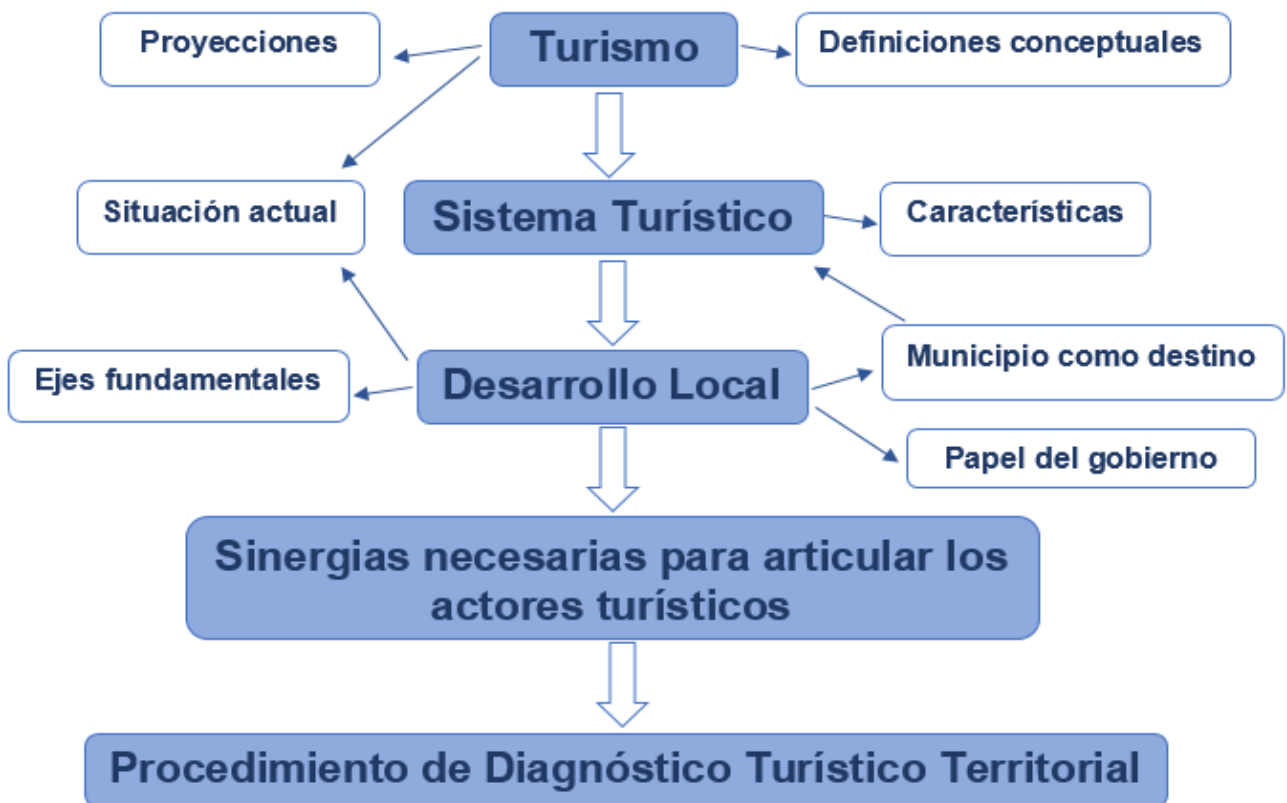 Proyecciones
Turismo
Definiciones conceptuales
Situación actual
Sistema Turístico
Características
Ejes fundamentales
Desarrollo Local
Municipio como destino
Papel del gobierno
Sinergias necesarias para articular los
actores turísticos
Procedimiento de Diagnóstico Turístico Territorial